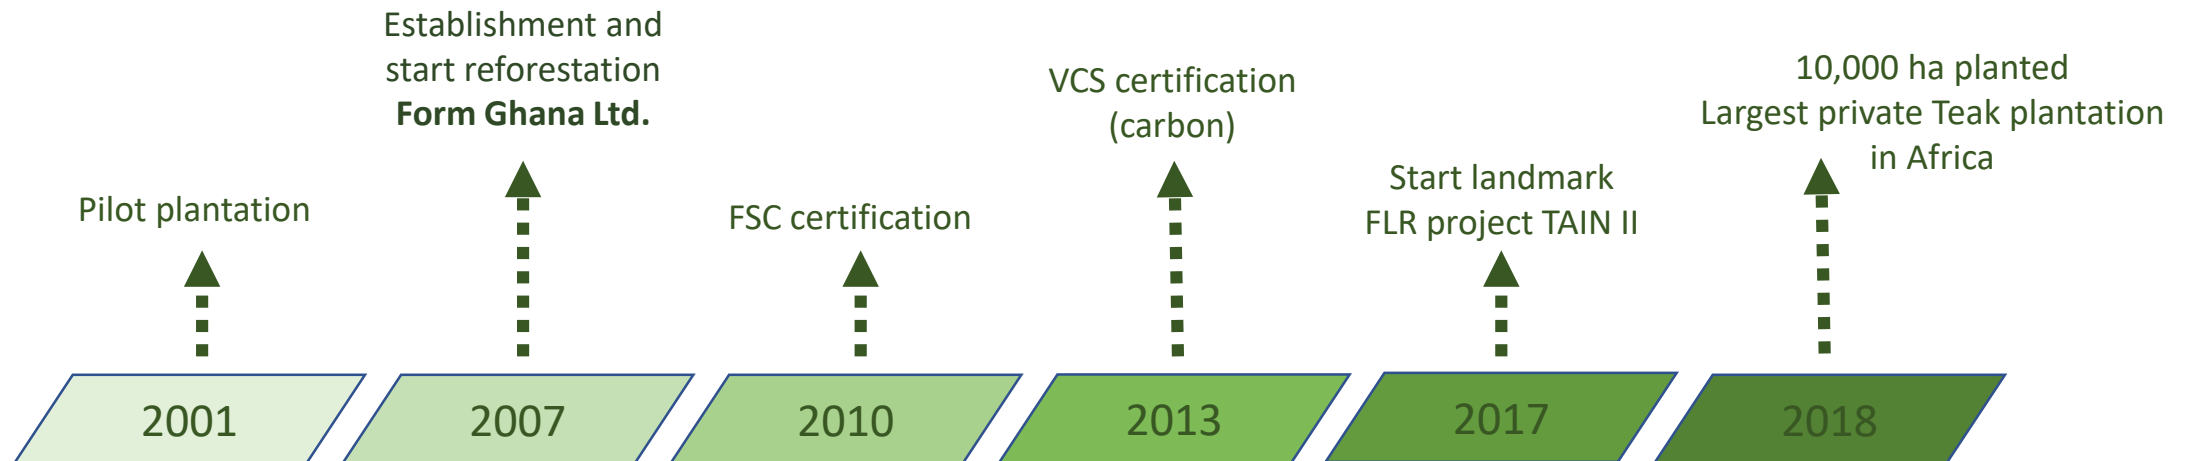 Pilot plantation
Establishment and
start reforestation
Form Ghana Ltd.
FSC certification
VCS certification
(carbon)
Start landmark
FLR project TAIN II
10,000 ha planted
Largest private Teak plantation
in Africa
2001
2007
2010
2013
2017
2018